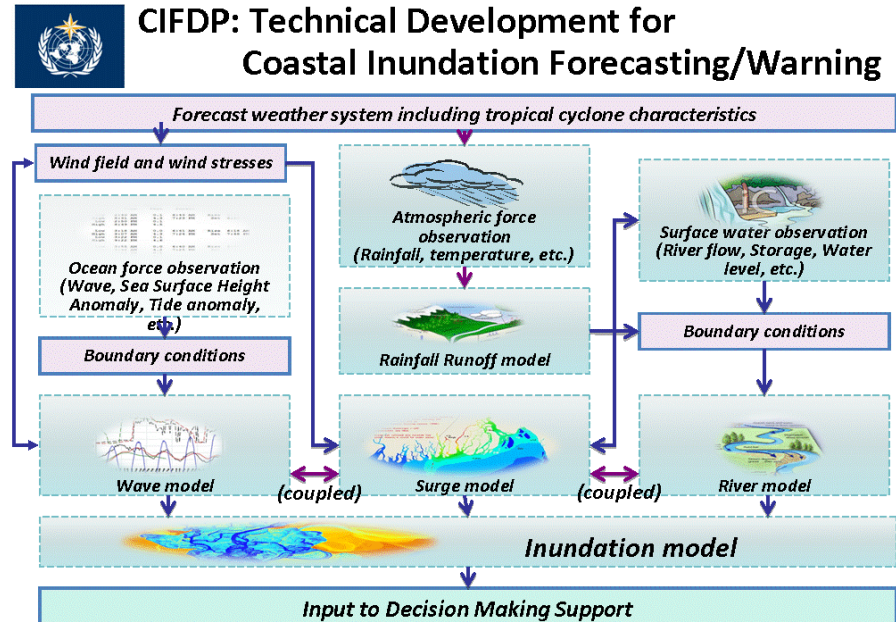 CIFDP: Technical Development for
Coastal Inundation Forecasting/Warning
Forecast weather system including tropical cyclone characteristics
Wind field and wind stresses
Ocean force observation
(Wave, Sea Surface Height
Anomaly, Tide anomaly,
etc.)
Boundary conditions
Wave model
Atmospheric force
observation
(Rainfall, temperature, etc.)
Rainfall Runoff model
Surface water observation
(River flow, Storage, Water
level, etc.)
Boundary conditions
(coupled)
Surge model
(coupled)
River model
Inundation model
Input to Decision Making Support